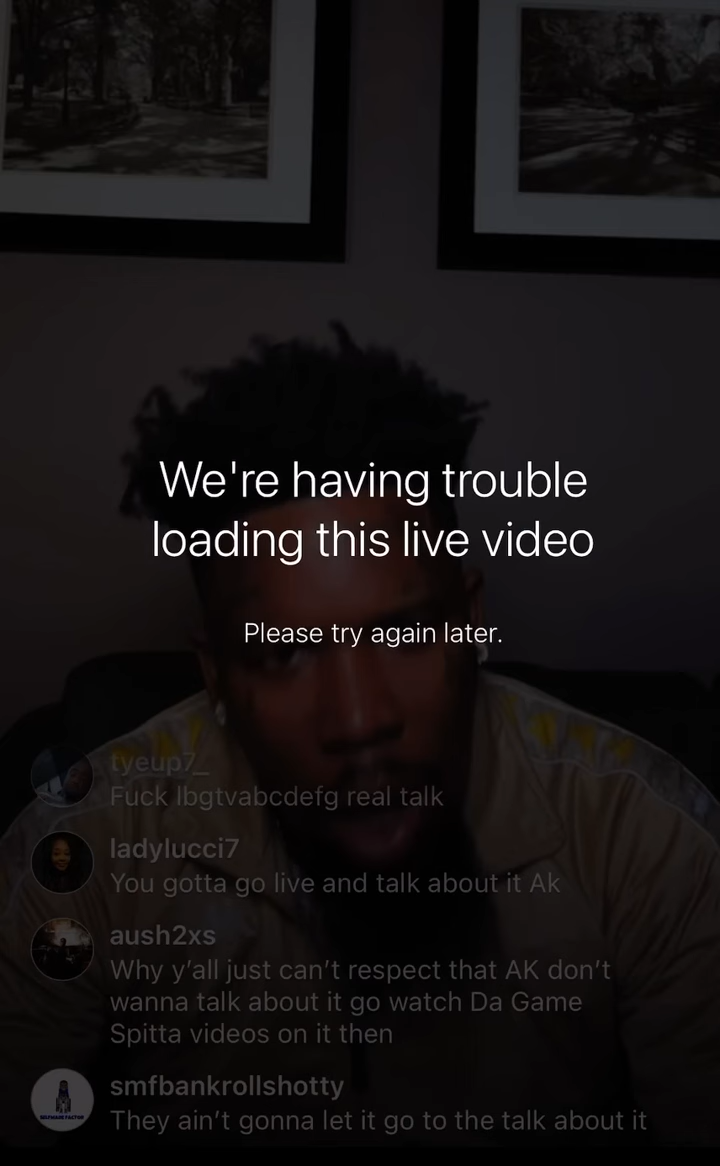 We're having trouble
loading this live video
Please try again later.
tyeup7_
Fuck lbgtvabcdefg real talk
ladylucci7
You gotta go live and talk about it Ak
aush2xs
Why y’all just can’t respect that AK don’t
wanna talk about it go watch Da Game
Spitta videos on it then
smfbankrollshotty
They ain’t gonna let it go to the talk about it